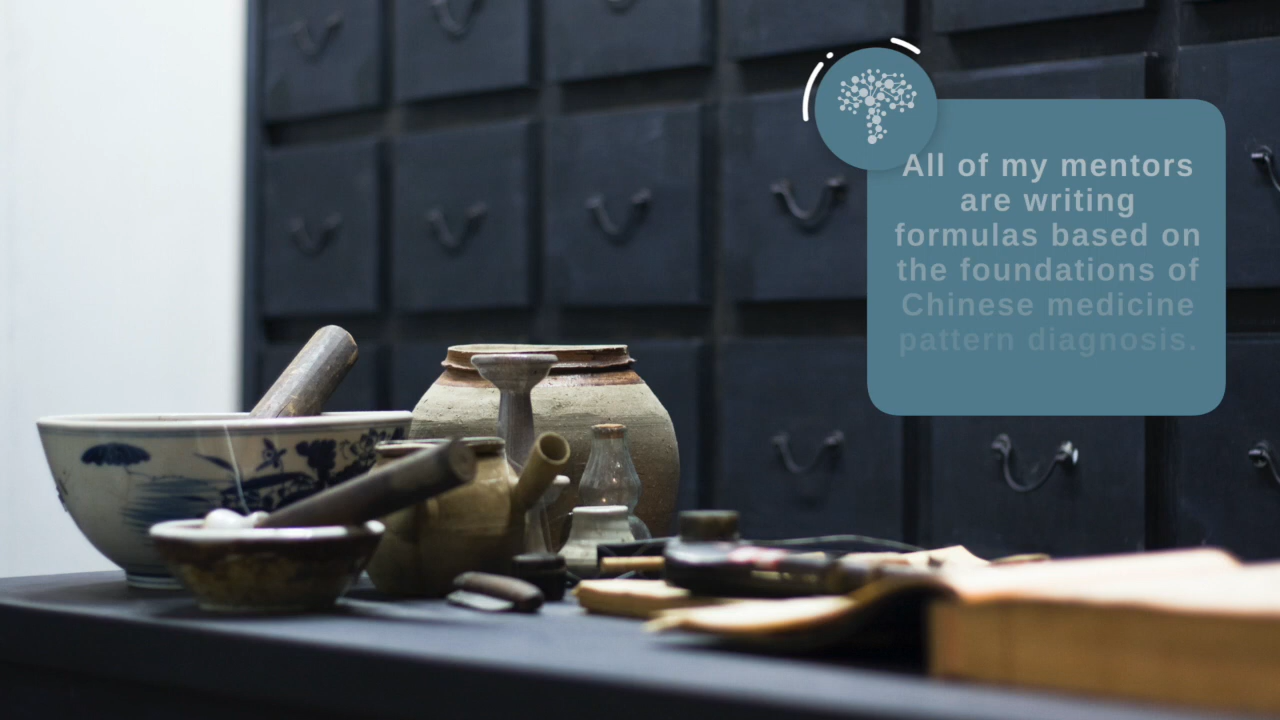 All of my mentors
are writing
formulas based on
the foundations of
Chinese medicine
pattern diagnosis.